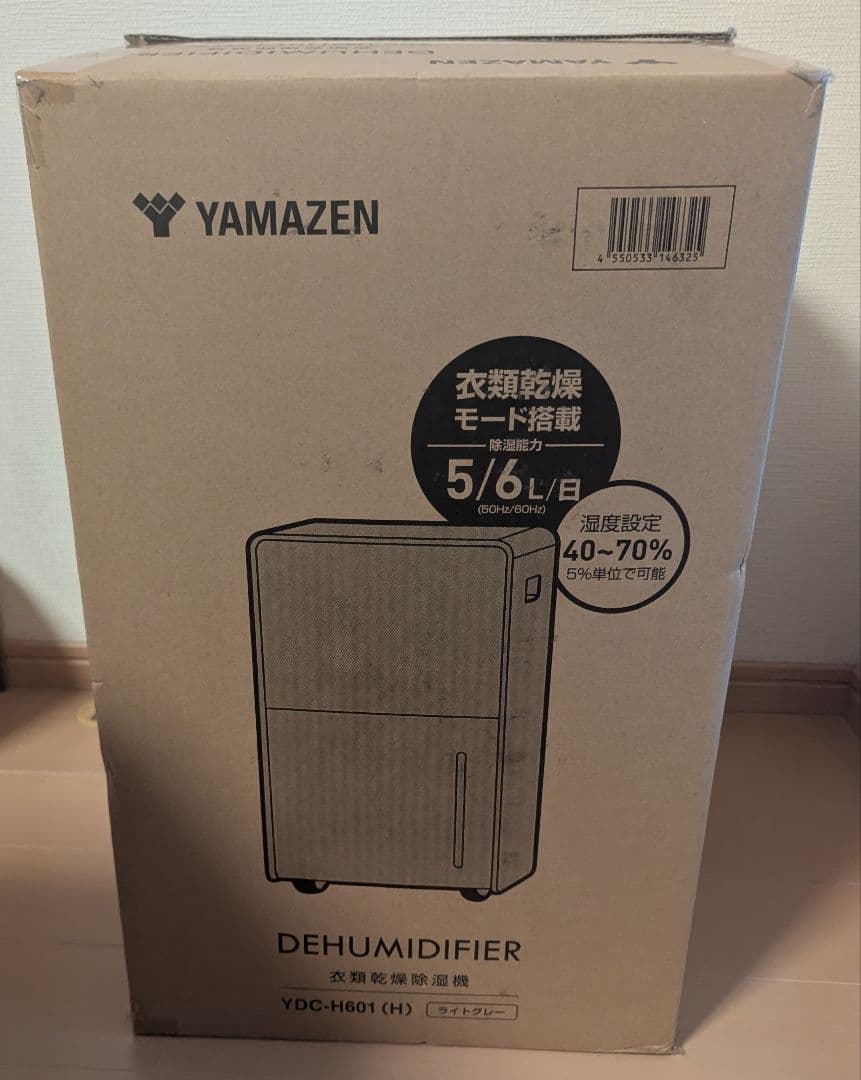 DEHUMIDIFIER
YAMAZEN
YAMAZEN
4 550533 146325
衣類乾燥
モード搭載
除湿能力
5/6L/日
(50Hz/60Hz)
湿度設定
40~70%
5%単位で可能
DEHUMIDIFIER
衣類乾燥除湿機
YDC-H601(H) ライトグレー